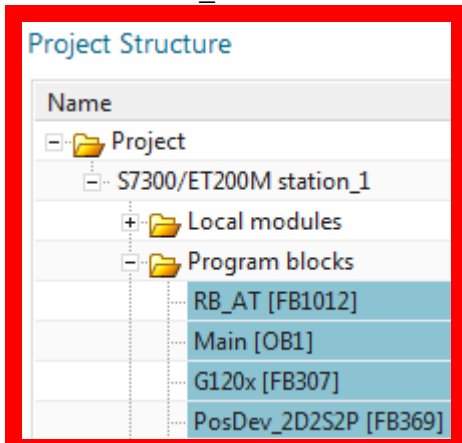 Project Structure
Name
Project
S7300/ET200M station_1
Local modules
Program blocks
RB_AT [FB1012]
Main [OB1]
G120x [FB307]
PosDev_2D2S2P [FB369]